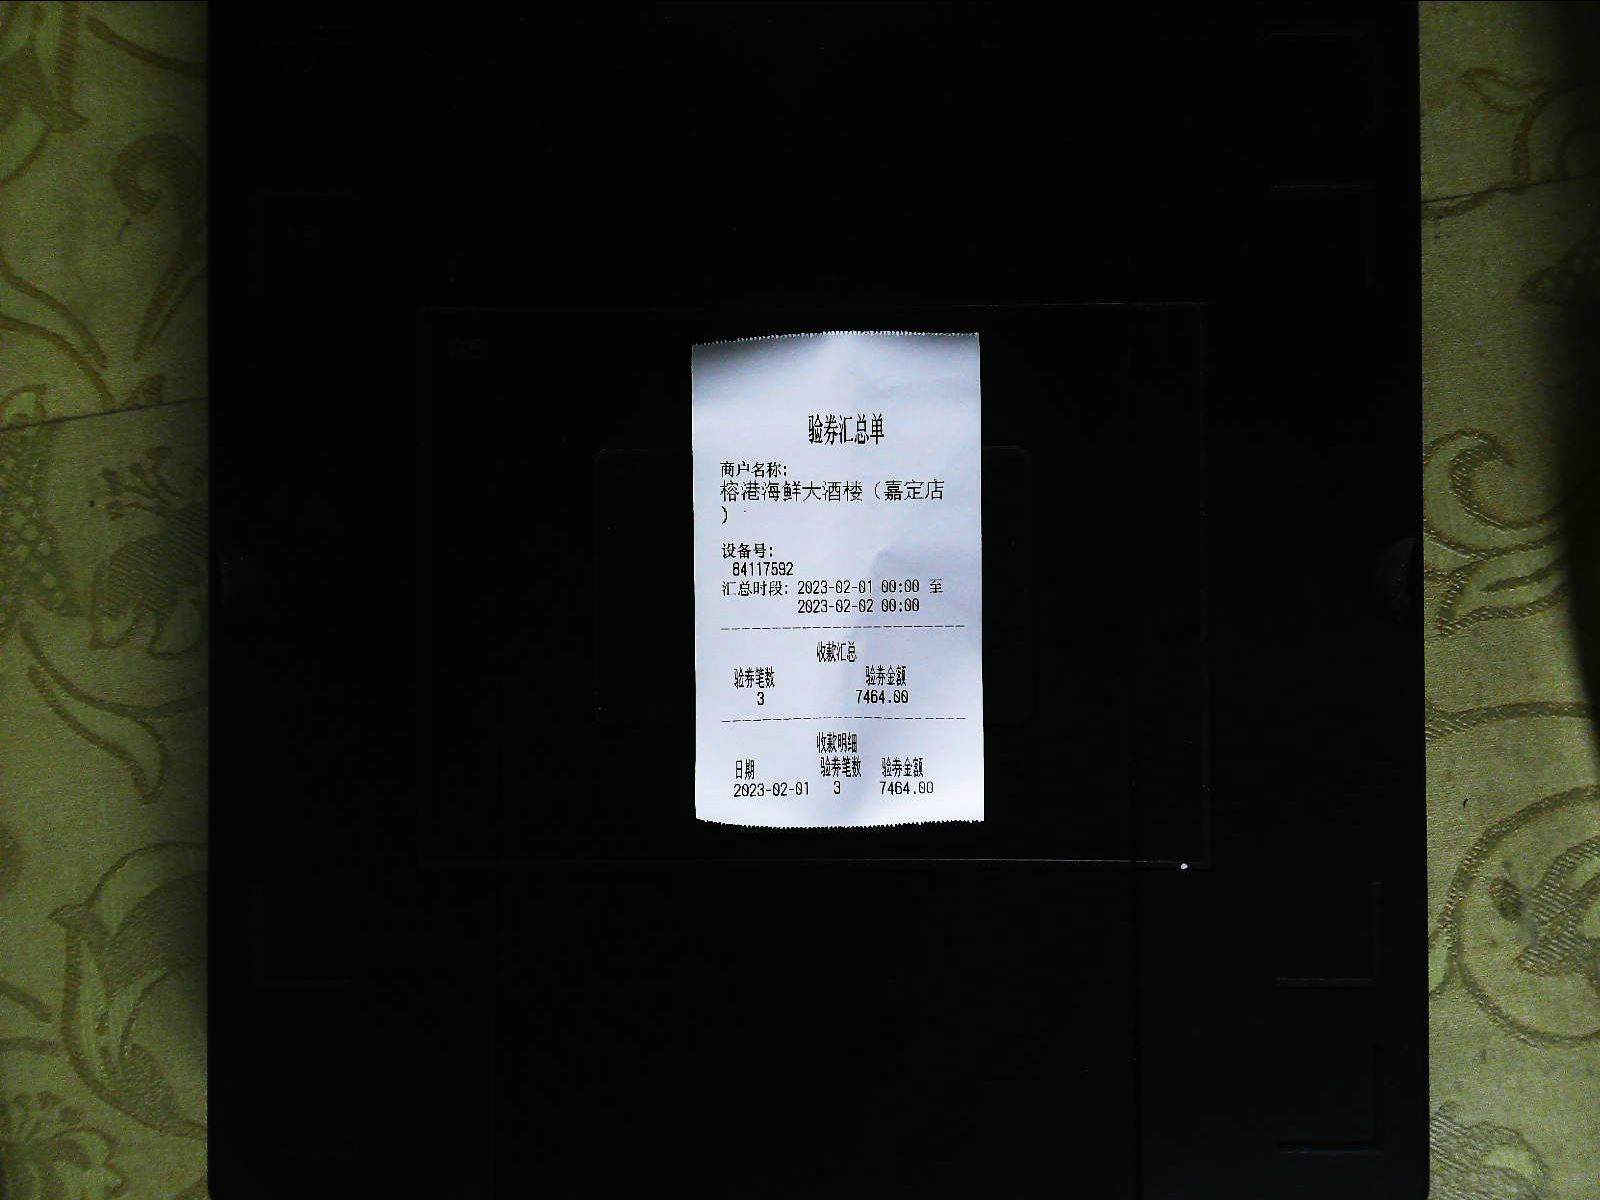 验券汇总单
商户名称:
榕港海鲜大酒楼（嘉定店
）
设备号:
84117592
汇总时段: 2023-02-01 00:00 至
2023-02-02 00:00
收款汇总
验券笔数 验券金额
3 7464.00
收款明细
日期 验券笔数 验券金额
2023-02-01 3 7464.00